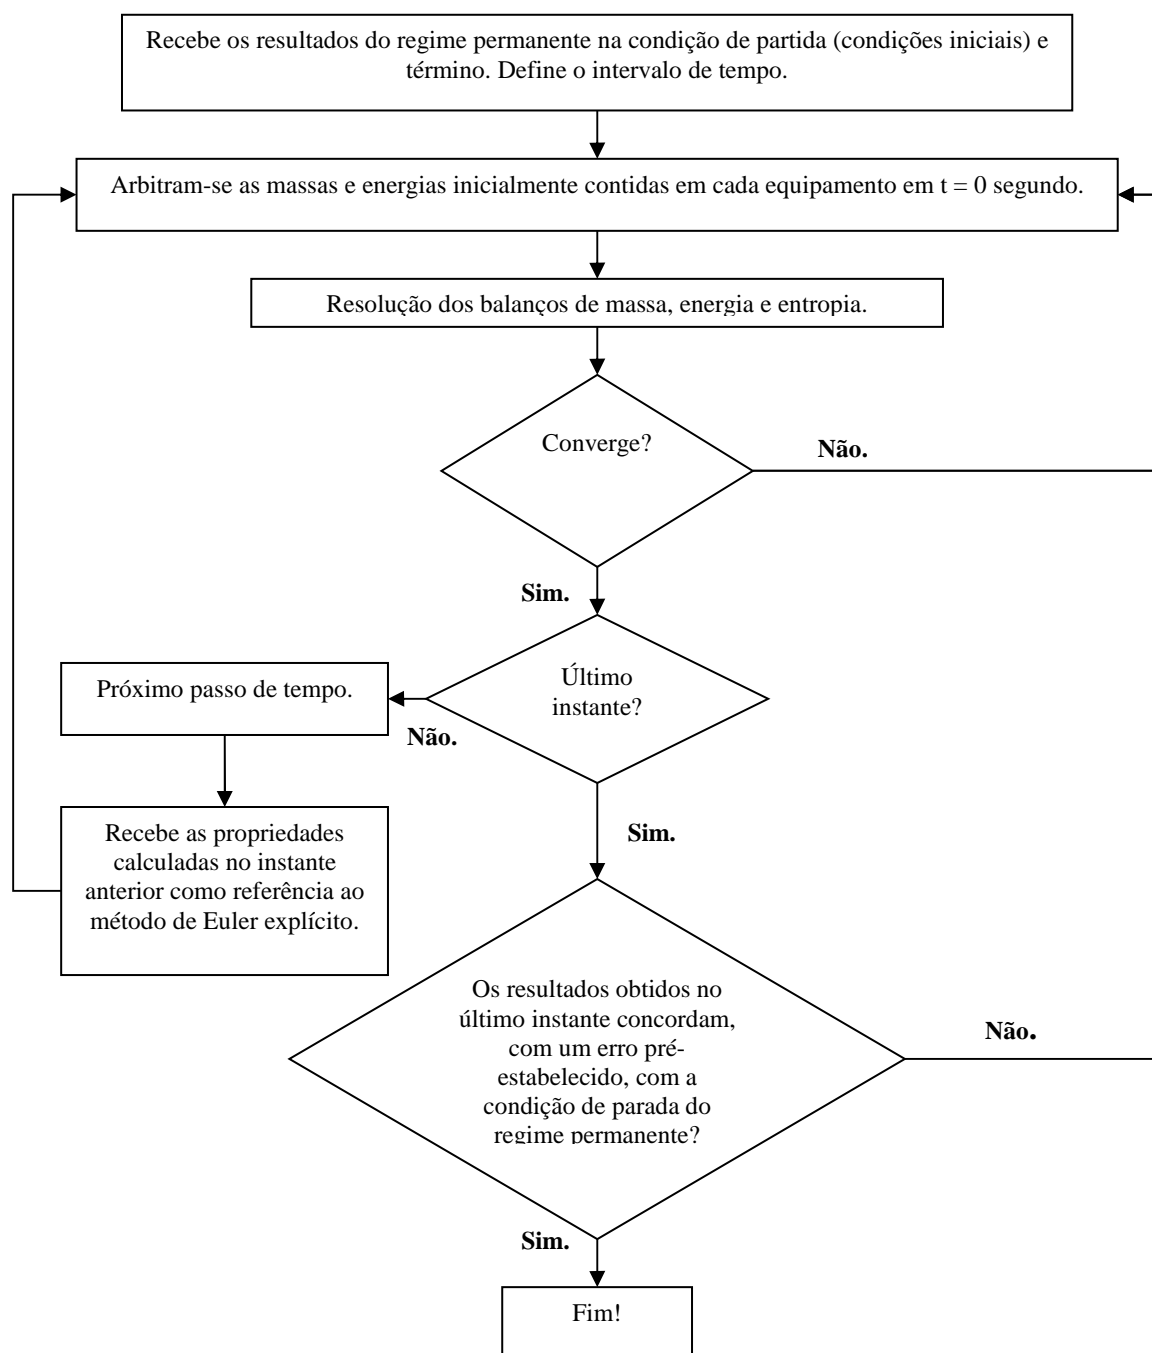 Recebe os resultados do regime permanente na condição de partida (condições iniciais) e
término. Define o intervalo de tempo.
Arbitram-se as massas e energias inicialmente contidas em cada equipamento em t = 0 segundo.
Resolução dos balanços de massa, energia e entropia.
Converge?
Não.
Sim.
Último
instante?
Não.
Próximo passo de tempo.
Recebe as propriedades
calculadas no instante
anterior como referência ao
método de Euler explícito.
Sim.
Os resultados obtidos no
último instante concordam,
com um erro pré-
estabelecido, com a
condição de parada do
regime permanente?
Não.
Sim.
Fim!